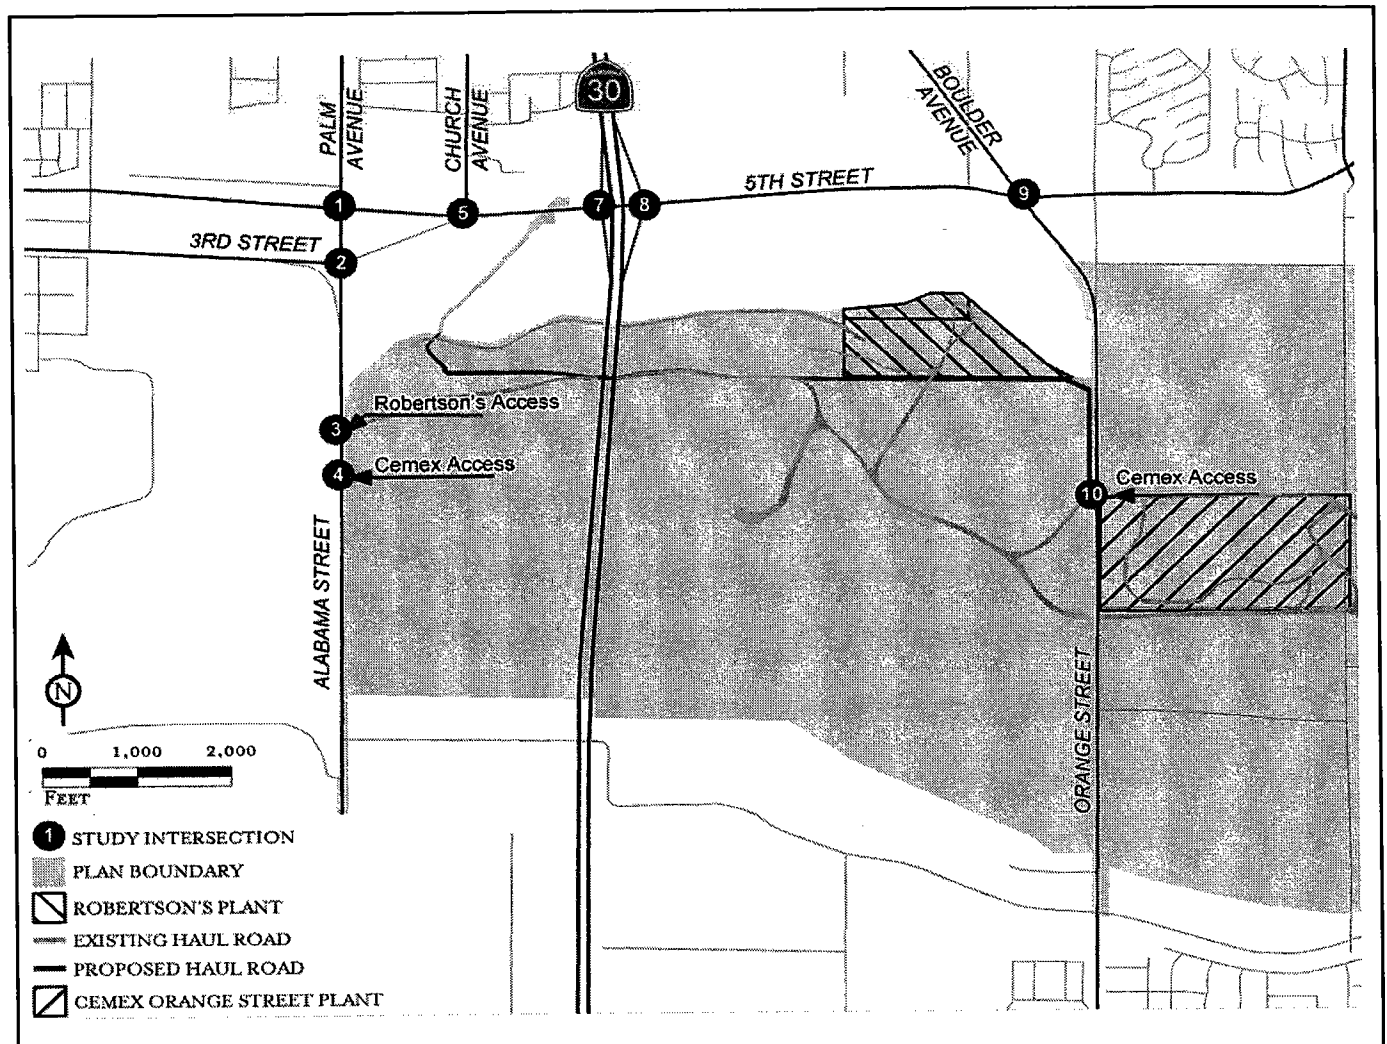 30
PALM
AVENUE
CHURCH
AVENUE
BOULDER
AVENUE
5TH STREET
1
5
7
8
9
3RD STREET
2
Robertson's Access
3
4
Cemex Access
10
Cemex Access
ALABAMA STREET
ORANGE STREET
N
0 1,000 2,000
FEET
1 STUDY INTERSECTION
PLAN BOUNDARY
ROBERTSON'S PLANT
EXISTING HAUL ROAD
PROPOSED HAUL ROAD
CEMEX ORANGE STREET PLANT